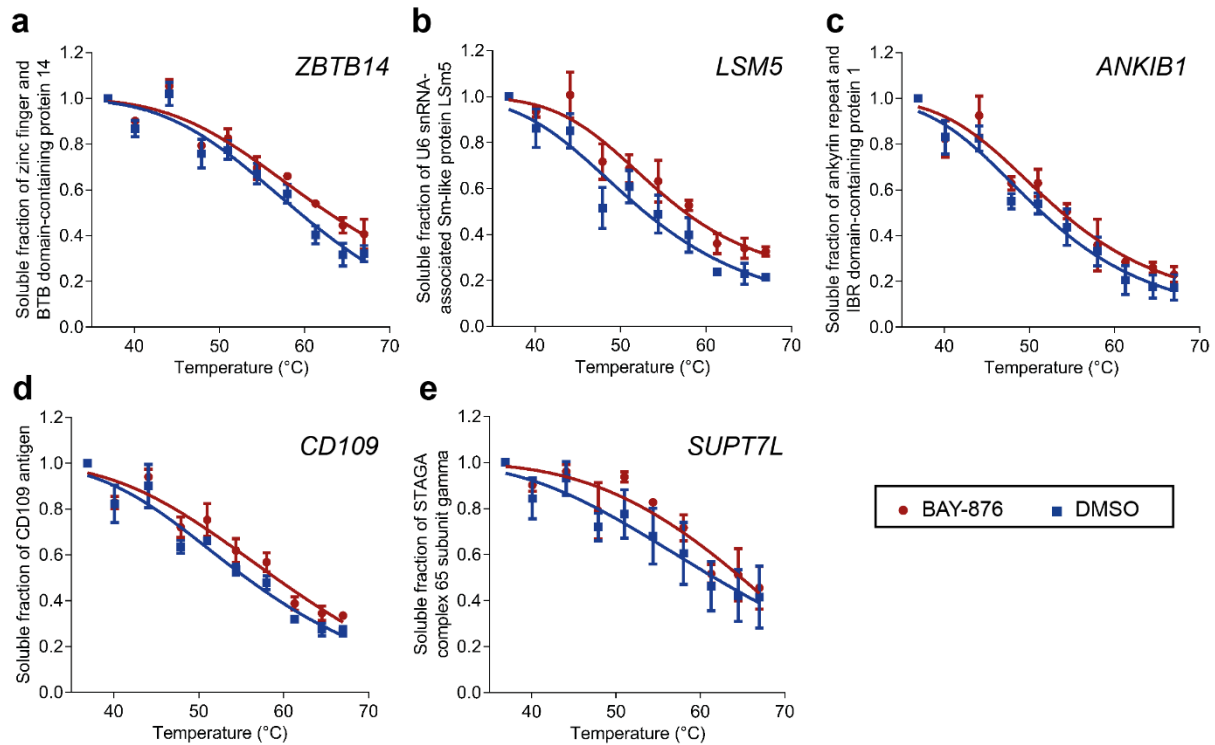 a
ZBTB14
Soluble fraction of zinc finger and
BTB domain-containing protein 14
1.2
1.0
0.8
0.6
0.4
0.2
0.0
40 50 60 70
Temperature (°C)
b
LSM5
Soluble fraction of U6 snRNA-
associated Sm-like protein LSm5
1.2
1.0
0.8
0.6
0.4
0.2
0.0
40 50 60 70
Temperature (°C)
c
ANKIB1
Soluble fraction of ankyrin repeat and
IBR domain-containing protein 1
1.2
1.0
0.8
0.6
0.4
0.2
0.0
40 50 60 70
Temperature (°C)
d
CD109
Soluble fraction of CD109 antigen
1.2
1.0
0.8
0.6
0.4
0.2
0.0
40 50 60 70
Temperature (°C)
e
SUPT7L
Soluble fraction of STAGA
complex 65 subunit gamma
1.2
1.0
0.8
0.6
0.4
0.2
0.0
40 50 60 70
Temperature (°C)
BAY-876 DMSO